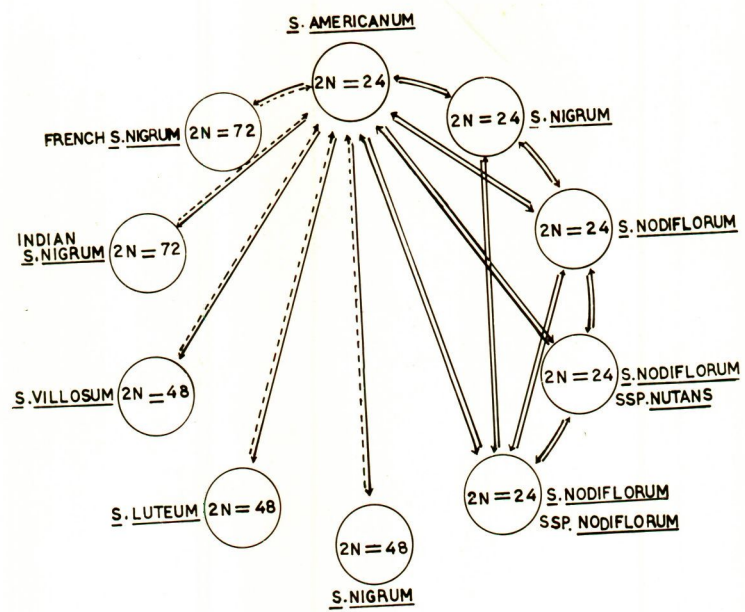 S. AMERICANUM
2N = 24
2N = 24 S. NIGRUM
FRENCH S.NIGRUM 2N = 72
2N = 24 S. NODIFLORUM
INDIAN
S.NIGRUM 2N = 72
2N = 24 S. NODIFLORUM
SSP. NUTANS
S.VILLOSUM 2N = 48
2N = 24 S. NODIFLORUM
SSP. NODIFLORUM
S. LUTEUM 2N = 48
2N = 48
S. NIGRUM